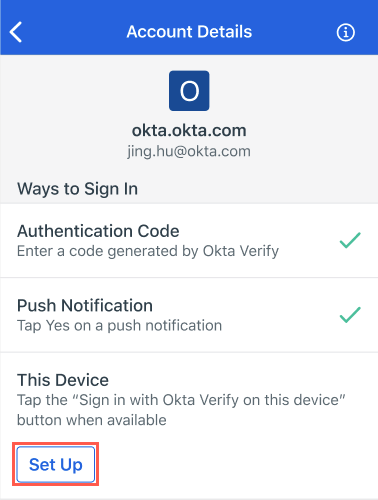 Account Details
O
okta.okta.com
jing.hu@okta.com
Ways to Sign In
Authentication Code
Enter a code generated by Okta Verify
Push Notification
Tap Yes on a push notification
This Device
Tap the “Sign in with Okta Verify on this device”
button when available
Set Up